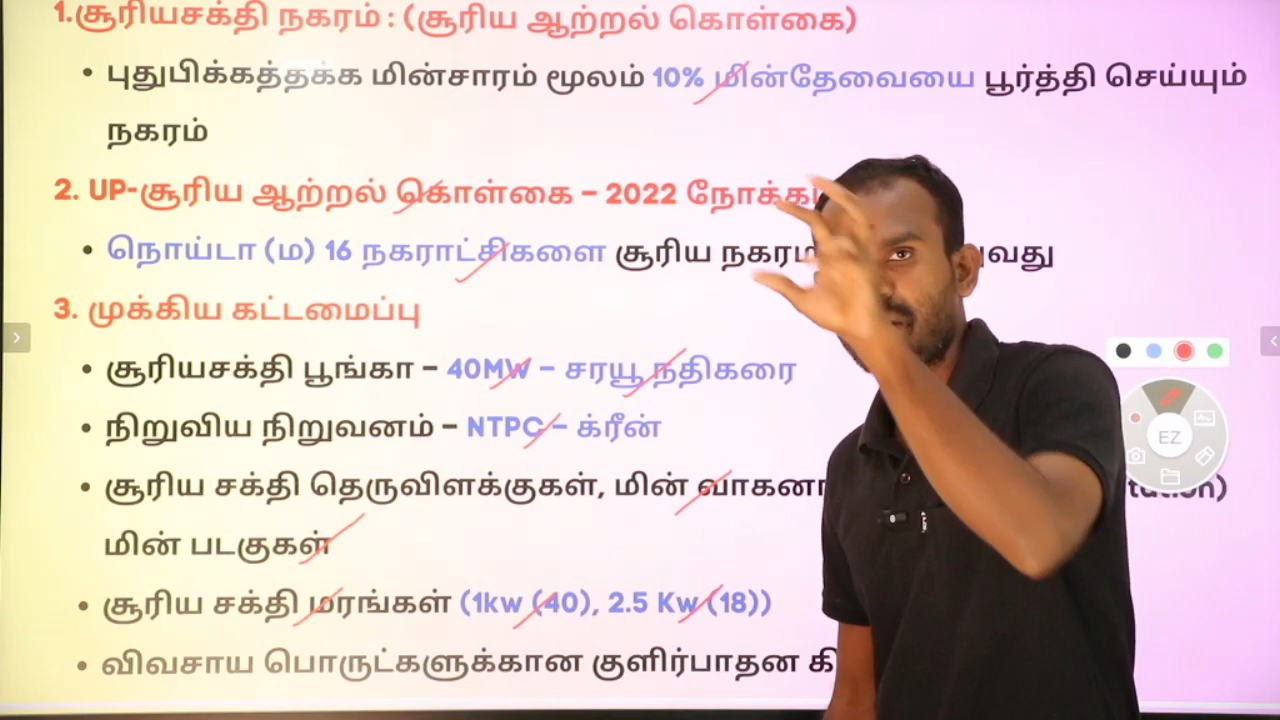 1.சூரியசக்தி நகரம் : (சூரிய ஆற்றல் கொள்கை)
• புதுபிக்கத்தக்க மின்சாரம் மூலம் 10% மின்தேவையை பூர்த்தி செய்யும்
நகரம்
2. UP-சூரிய ஆற்றல் கொள்கை – 2022
• நொய்டா (ம) 16 நகராட்சிகளை சூரிய
3. முக்கிய கட்டமைப்பு
• சூரியசக்தி பூங்கா – 40MW – சரயூ நதிகரை
• நிறுவிய நிறுவனம் – NTPC – க்ரீன்
• சூரிய சக்தி தெருவிளக்குகள், மின்
மின் படகுகள்
• சூரிய சக்தி மரங்கள் (1kw (40), 2.5 Kw (18))
• விவசாய பொருட்களுக்கான குளிர்பாதன
EZ